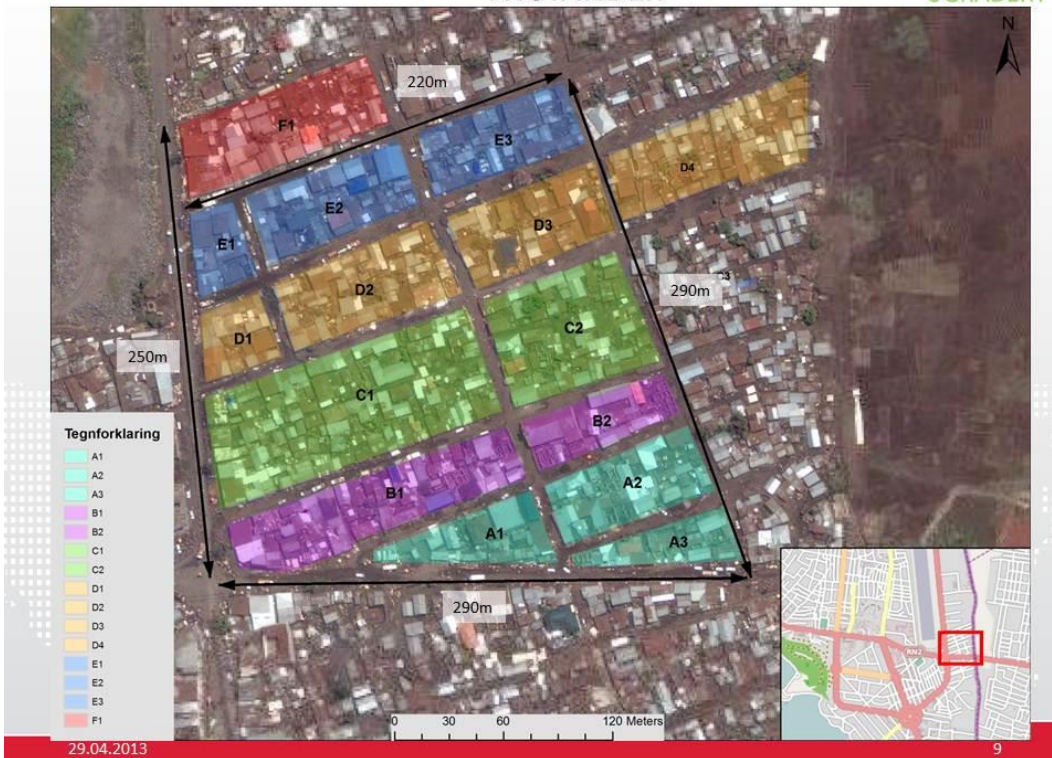 N
220m
F1
E3
E2
D4
E1
D3
D2
290m
C2
D1
250m
C1
B2
B1
A2
A1
A3
290m
Tegnforklaring
A1
A2
A3
B1
B2
C1
C2
D1
D2
D3
D4
E1
E2
E3
F1
RN2
0 30 60 120 Meters
29.04.2013
9